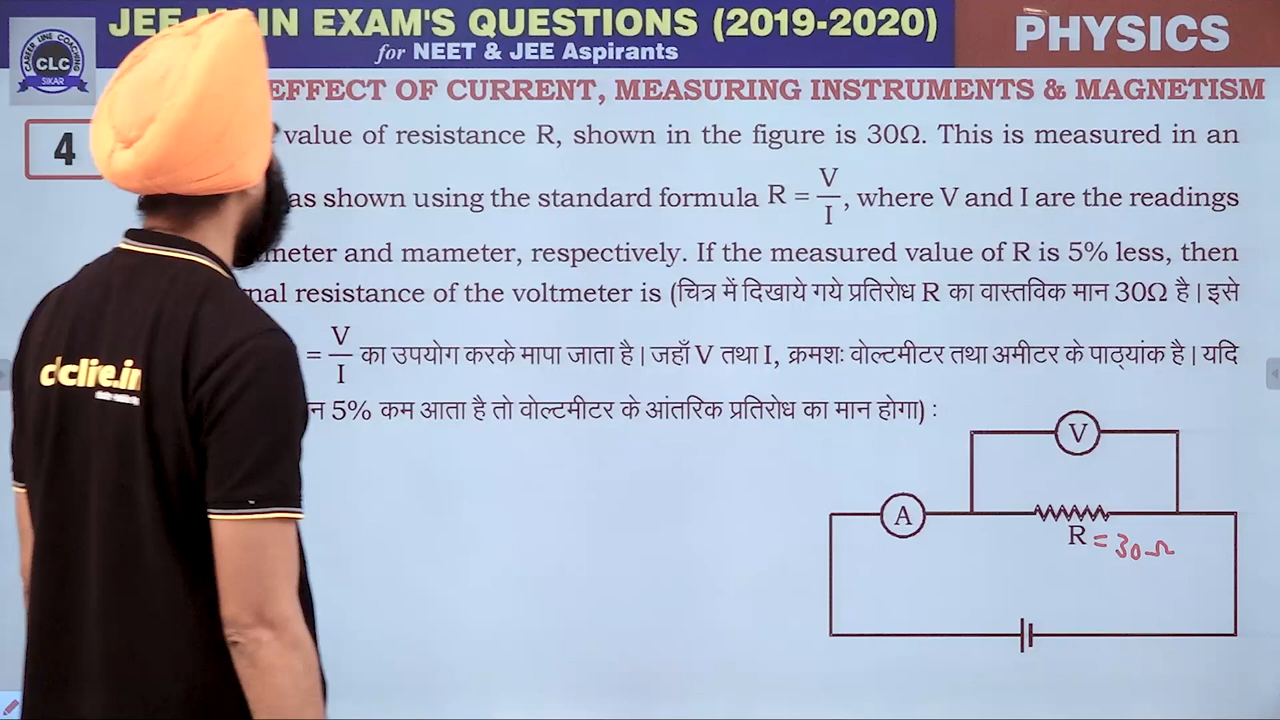 JEE MAIN EXAM'S QUESTIONS (2019-2020)
for NEET & JEE Aspirants
PHYSICS
CAREER LINE COACHING
CLC
SIKAR
EFFECT OF CURRENT, MEASURING INSTRUMENTS & MAGNETISM
4
value of resistance R, shown in the figure is 30Ω. This is measured in an
as shown using the standard formula R = V/I, where V and I are the readings
meter and mameter, respectively. If the measured value of R is 5% less, then
nal resistance of the voltmeter is (चित्र में दिखाये गये प्रतिरोध R का वास्तविक मान 30Ω है। इसे
= V/I का उपयोग करके मापा जाता है। जहाँ V तथा I, क्रमशः वोल्टमीटर तथा अमीटर के पाठ्यांक है। यदि
न 5% कम आता है तो वोल्टमीटर के आंतरिक प्रतिरोध का मान होगा) :
V
A
R = 30Ω
clclive.in